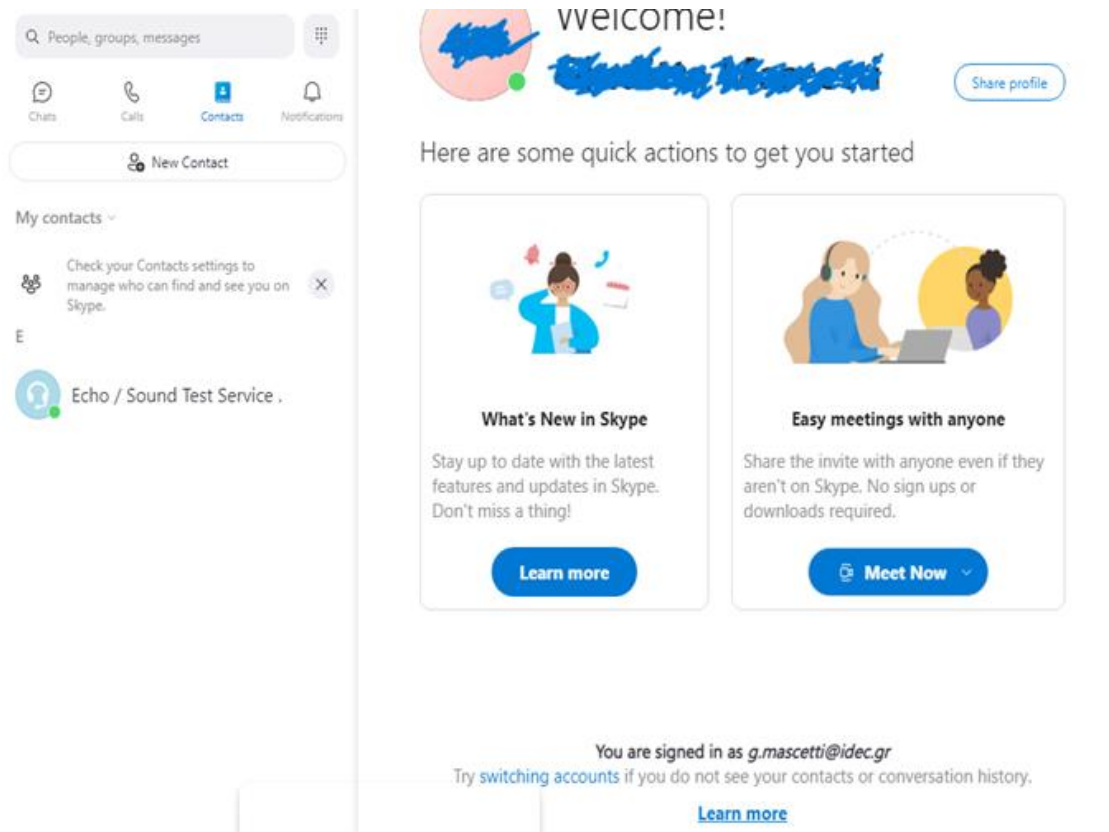 People, groups, messages
Chats
Calls
Contacts
Notifications
New Contact
My contacts
Check your Contacts settings to
manage who can find and see you on
Skype.
E
Echo / Sound Test Service .
Welcome!
Share profile
Here are some quick actions to get you started
What's New in Skype
Stay up to date with the latest
features and updates in Skype.
Don't miss a thing!
Learn more
Easy meetings with anyone
Share the invite with anyone even if they
aren't on Skype. No sign ups or
downloads required.
Meet Now
You are signed in as g.mascetti@idec.gr
Try switching accounts if you do not see your contacts or conversation history.
Learn more